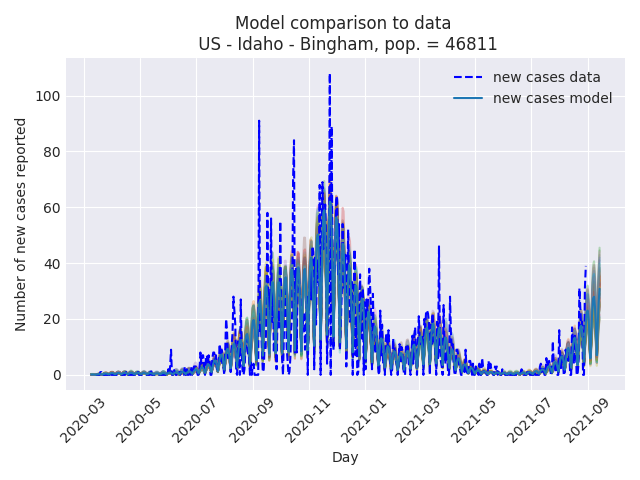 Model comparison to data
US - Idaho - Bingham, pop. = 46811
new cases data
new cases model
Number of new cases reported
100
80
60
40
20
0
2020-03
2020-05
2020-07
2020-09
2020-11
2021-01
2021-03
2021-05
2021-07
2021-09
Day